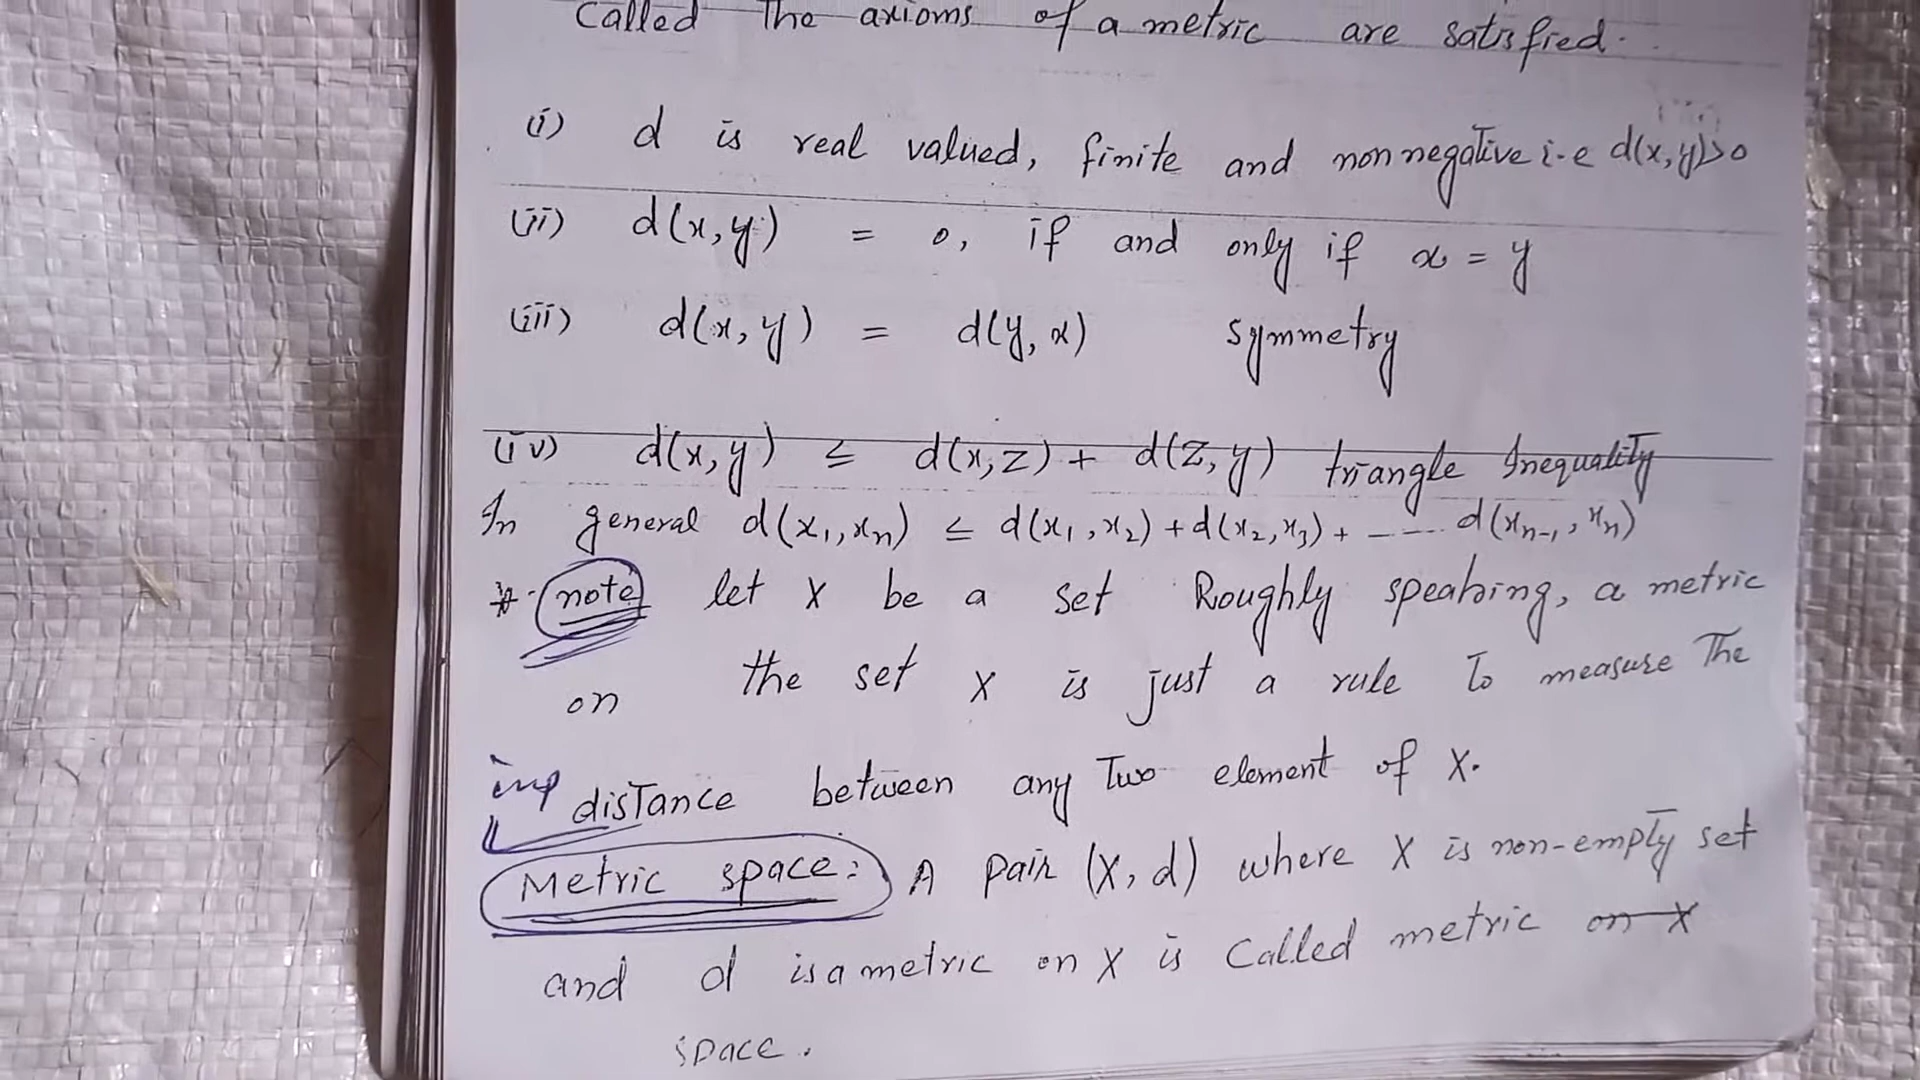 Called The axioms of a metric are satisfied.
(i) d is real valued, finite and nonnegative i.e d(x,y)>0
(ii) d(x,y) = 0, if and only if x = y
(iii) d(x,y) = d(y,x) symmetry
(iv) d(x,y) ≤ d(x,z) + d(z,y) triangle Inequality
In general d(x₁,xₙ) ≤ d(x₁,x₂)+d(x₂,x₃)+ ---... d(xₙ₋₁,xₙ)
* note let X be a set Roughly speaking, a metric
on the set X is just a rule To measure The
imp distance between any Two element of X.
Metric space: A pair (X,d) where X is non-empty set
and d is a metric on X is Called metric on X
space.